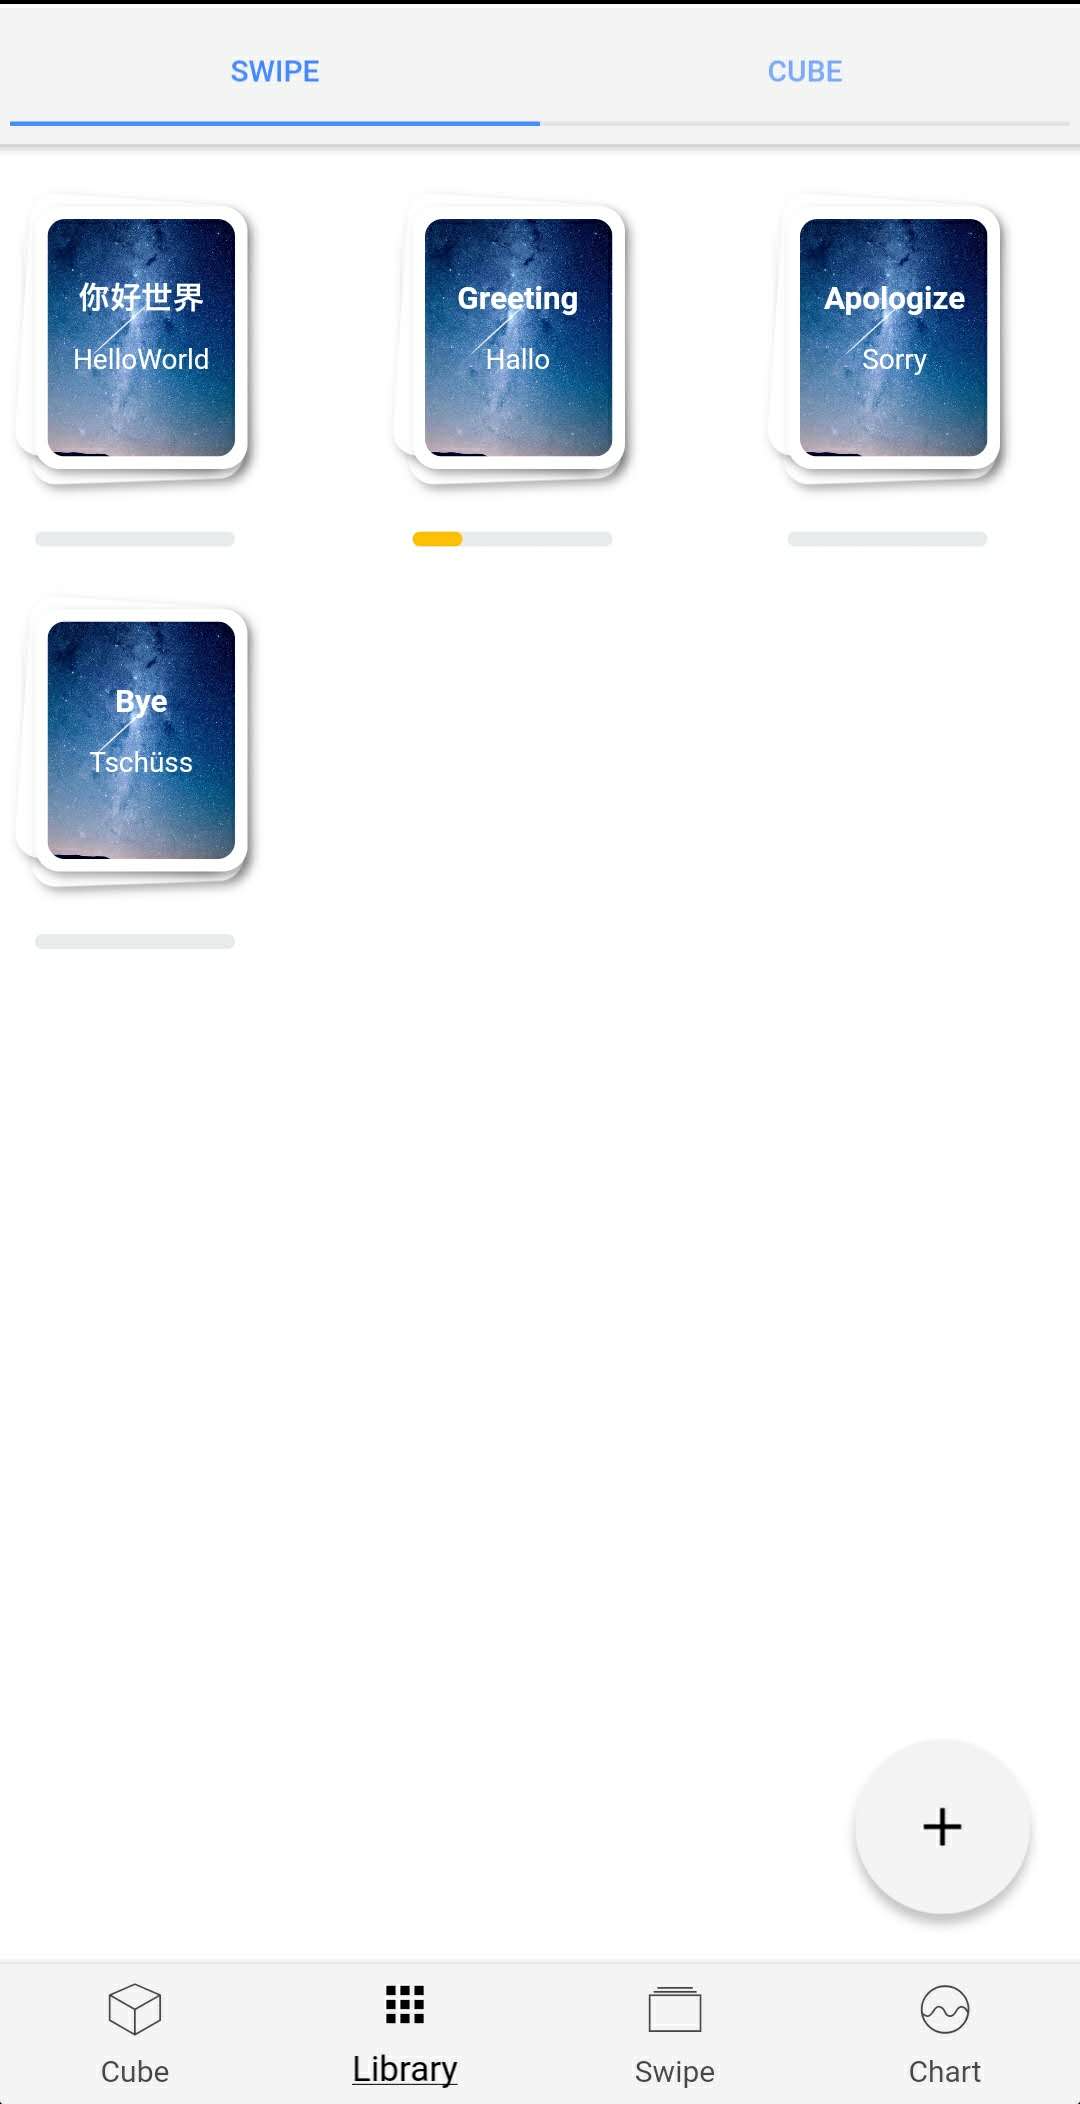 SWIPE CUBE
你好世界
HelloWorld
Greeting
Hallo
Apologize
Sorry
Bye
Tschüss
Cube Library Swipe Chart